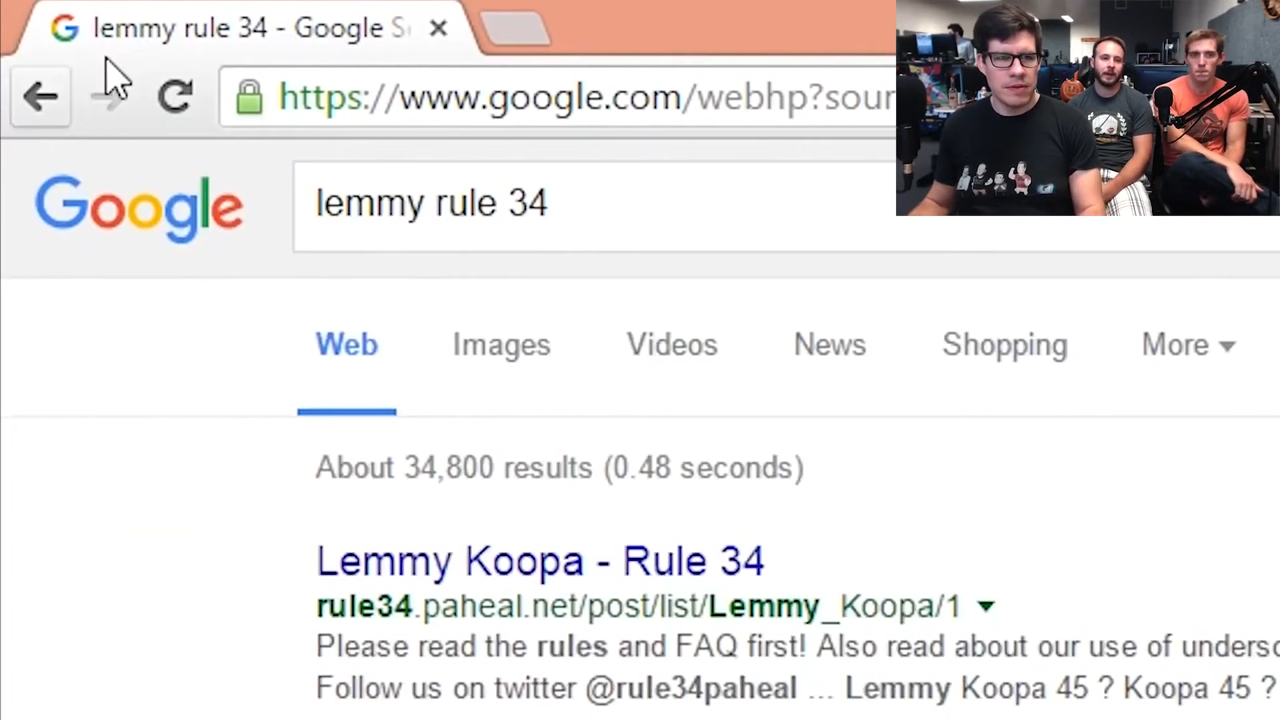 lemmy rule 34 - Google S
https://www.google.com/webhp?sour
Google
lemmy rule 34
Web Images Videos News Shopping More
About 34,800 results (0.48 seconds)
Lemmy Koopa - Rule 34
rule34.paheal.net/post/list/Lemmy_Koopa/1
Please read the rules and FAQ first! Also read about our use of undersc
Follow us on twitter @rule34paheal ... Lemmy Koopa 45 ? Koopa 45 ?